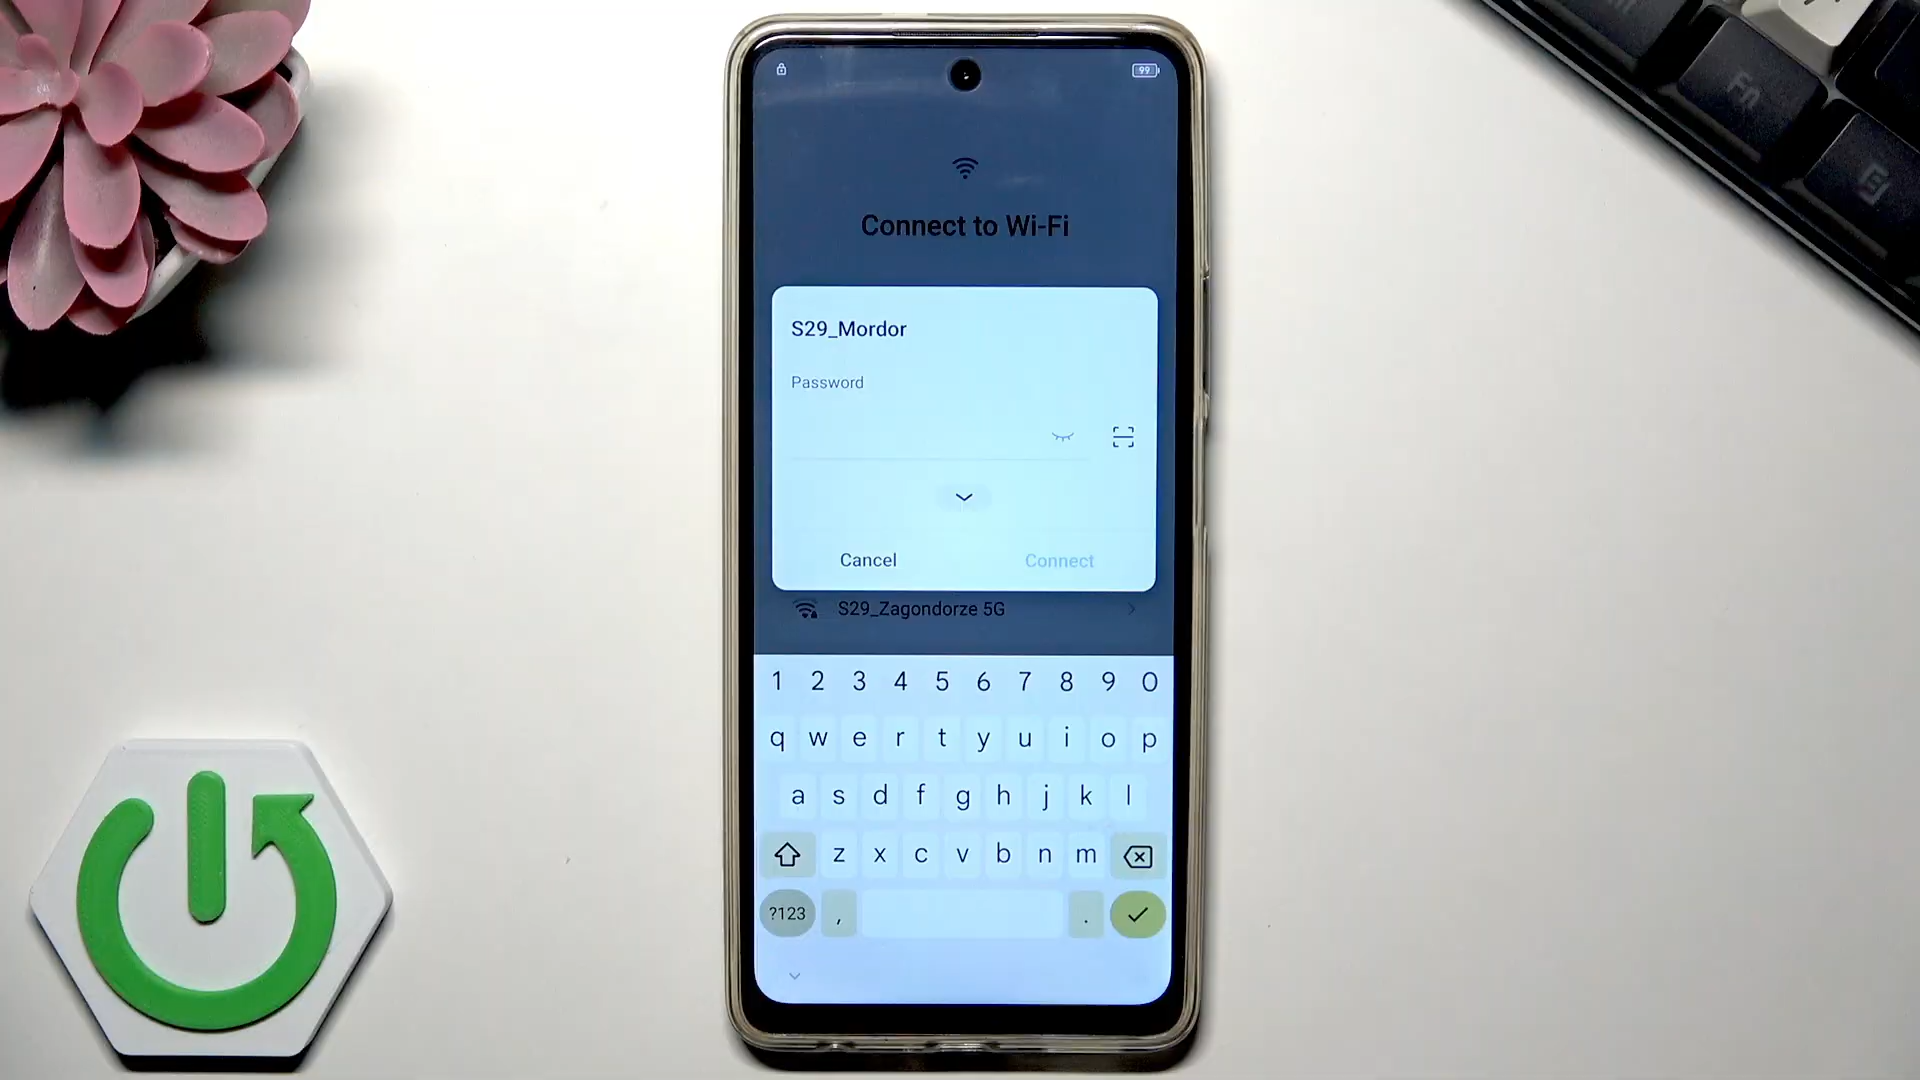 99
Connect to Wi-Fi
S29_Mordor
Password
Cancel Connect
S29_Zagondorze 5G
1 2 3 4 5 6 7 8 9 0
q w e r t y u i o p
a s d f g h j k l
z x c v b n m
?123 , .
Fn